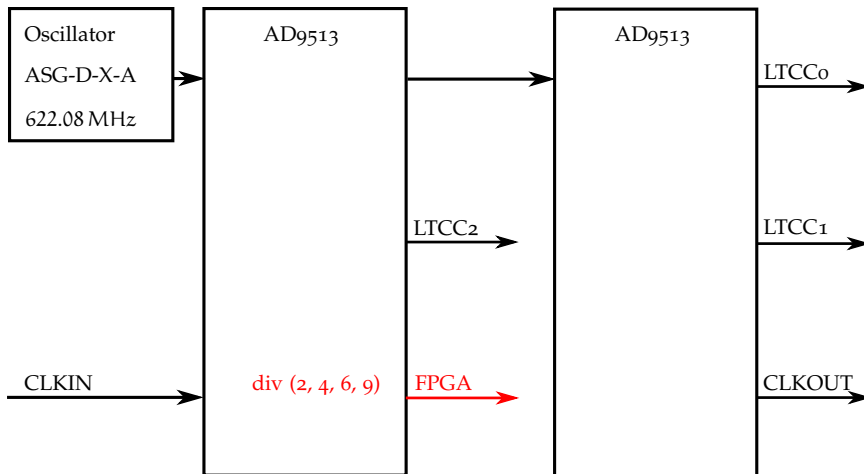 Oscillator
ASG-D-X-A
622.08 MHz
AD9513
AD9513
LTCC0
LTCC2
LTCC1
CLKIN
div (2, 4, 6, 9)
FPGA
CLKOUT